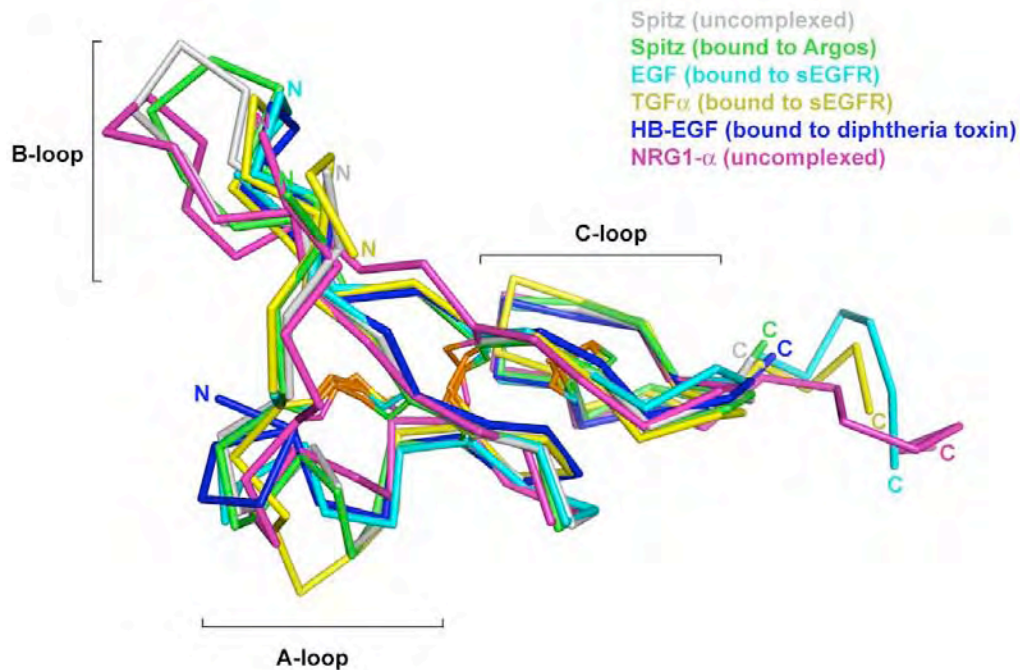 Spitz (uncomplexed)
Spitz (bound to Argos)
EGF (bound to sEGFR)
TGFα (bound to sEGFR)
HB-EGF (bound to diphtheria toxin)
NRG1-α (uncomplexed)
B-loop
N
N
N
N
N
C-loop
C
C
C
N
C
C
C
A-loop